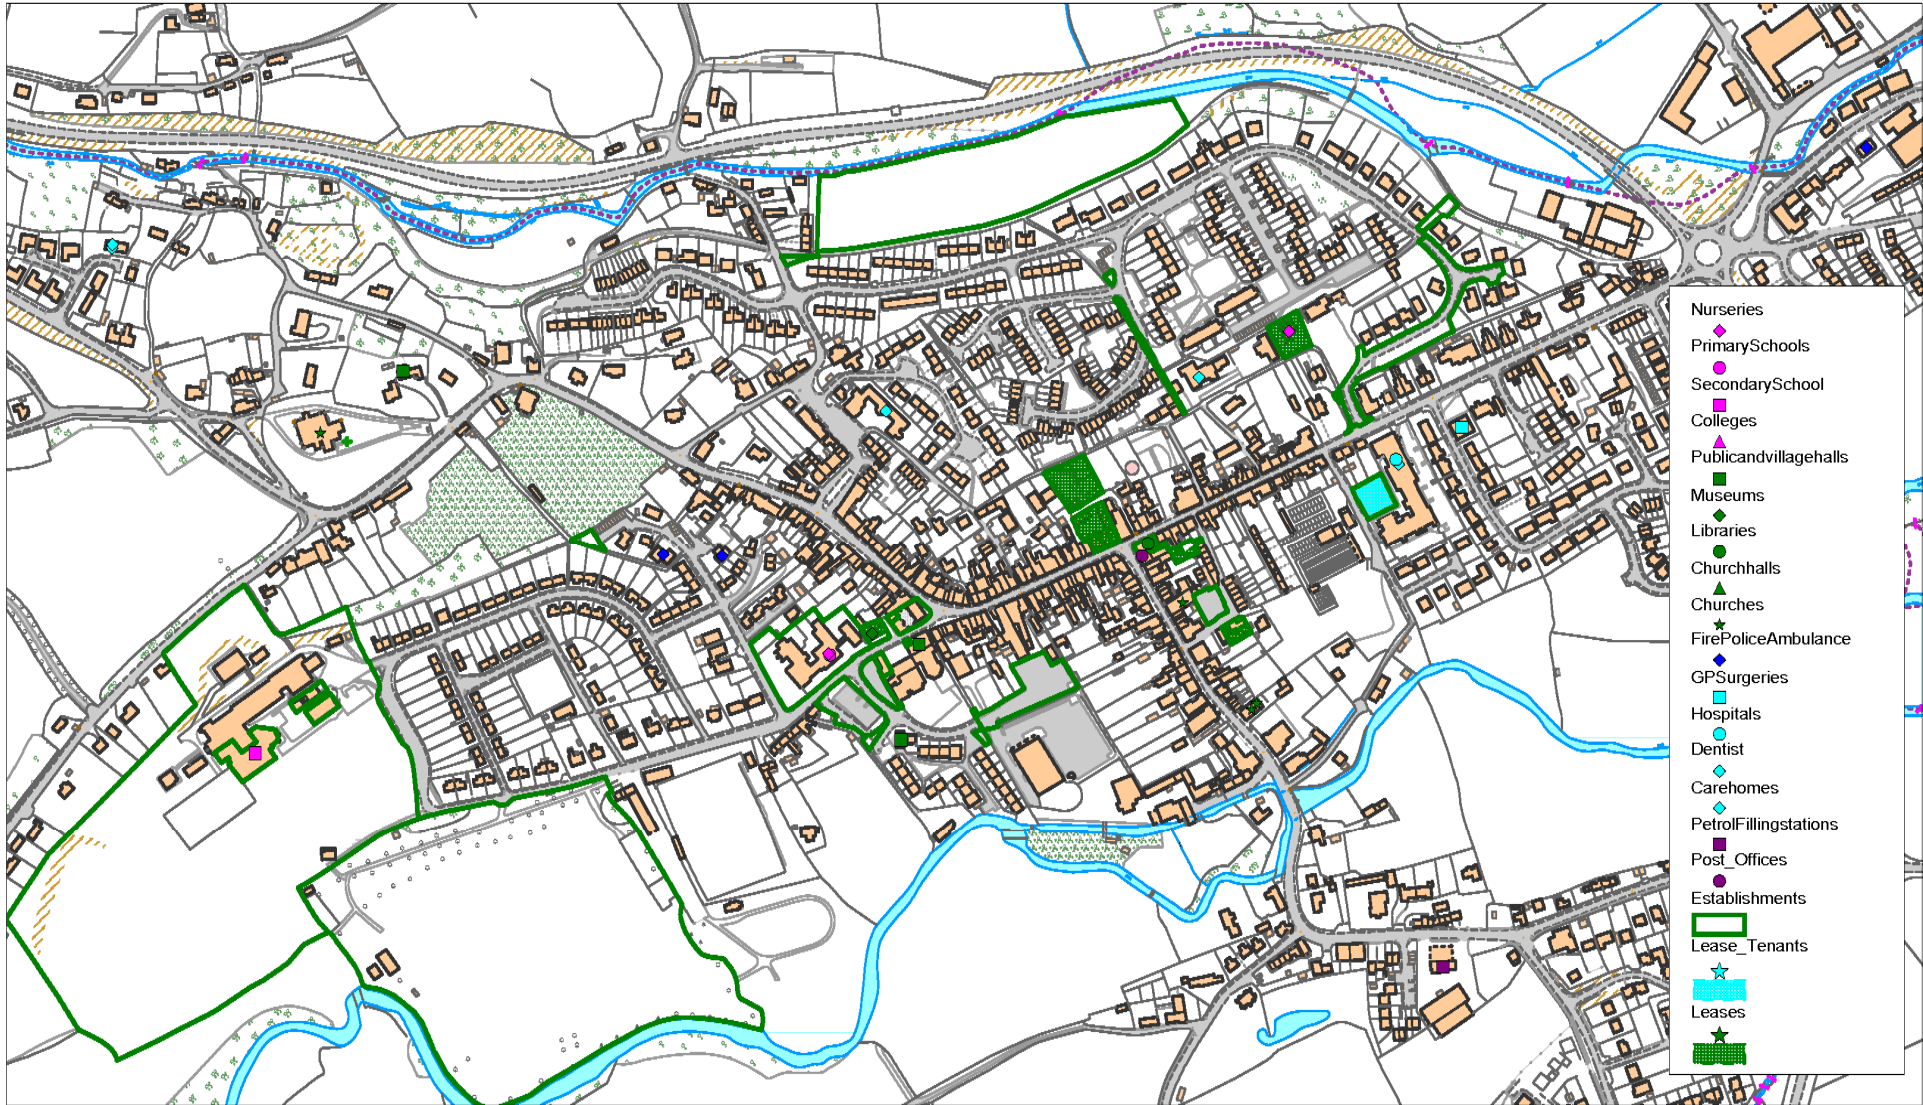 Nurseries
PrimarySchools
SecondarySchool
Colleges
Publicandvillagehalls
Museums
Libraries
Churchhalls
Churches
FirePoliceAmbulance
GPSurgeries
Hospitals
Dentist
Carehomes
PetrolFillingstations
Post_Offices
Establishments
Lease_Tenants
Leases